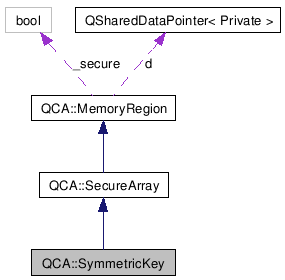 bool
QSharedDataPointer< Private >
_secure
d
QCA::MemoryRegion
QCA::SecureArray
QCA::SymmetricKey